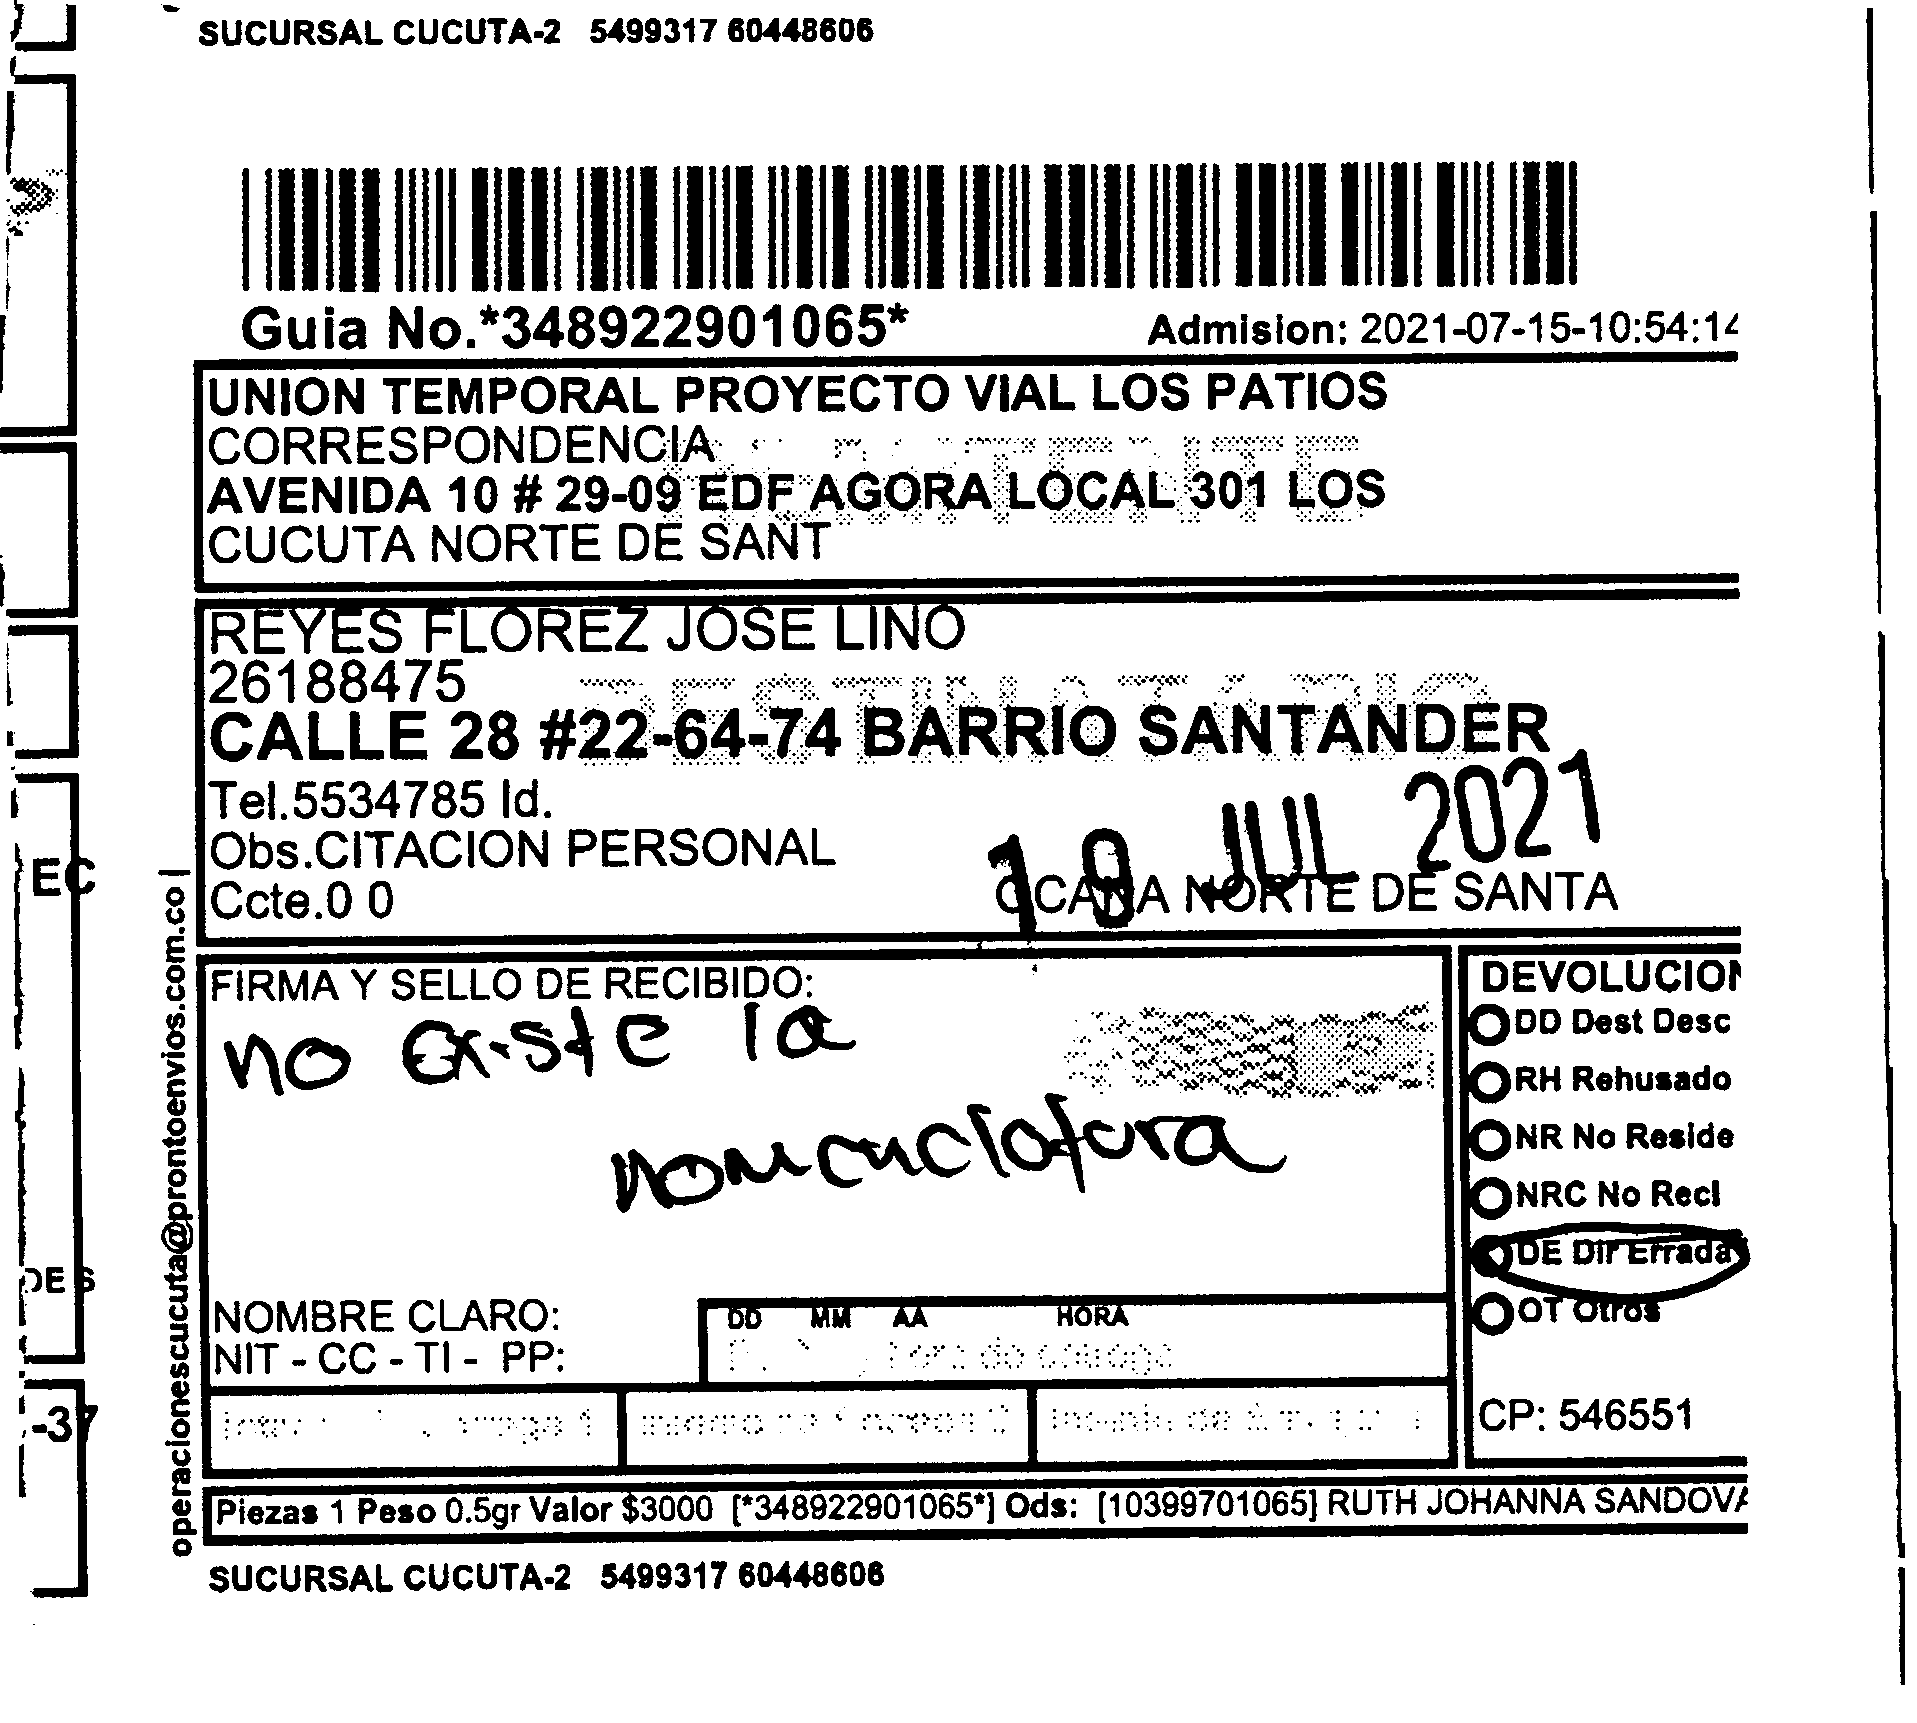 SUCURSAL CUCUTA-2 5499317 60448606
Guia No.*348922901065*
Admision: 2021-07-15-10:54:14
UNION TEMPORAL PROYECTO VIAL LOS PATIOS
CORRESPONDENCIA
AVENIDA 10 # 29-09 EDF AGORA LOCAL 301 LOS
CUCUTA NORTE DE SANT
REYES FLOREZ JOSE LINO
26188475
DESTINATARIO
CALLE 28 #22-64-74 BARRIO SANTANDER
Tel.5534785 Id.
Obs.CITACION PERSONAL
19 JUL 2021
Ccte.0 0
OCANA NORTE DE SANTA
operacionescucuta@prontoenvios.com.co |
FIRMA Y SELLO DE RECIBIDO:
no existe la
nomenclatura
NOMBRE CLARO:
NIT - CC - TI - PP:
DD MM AA HORA
DEVOLUCION
DD Dest Desc
RH Rehusado
NR No Reside
NRC No Recl
DE Dir Errada
OT Otros
CP: 546551
Piezas 1 Peso 0.5gr Valor $3000 [*348922901065*] Ods: [10399701065] RUTH JOHANNA SANDOVA
SUCURSAL CUCUTA-2 5499317 60448606
EC
DE S
-37